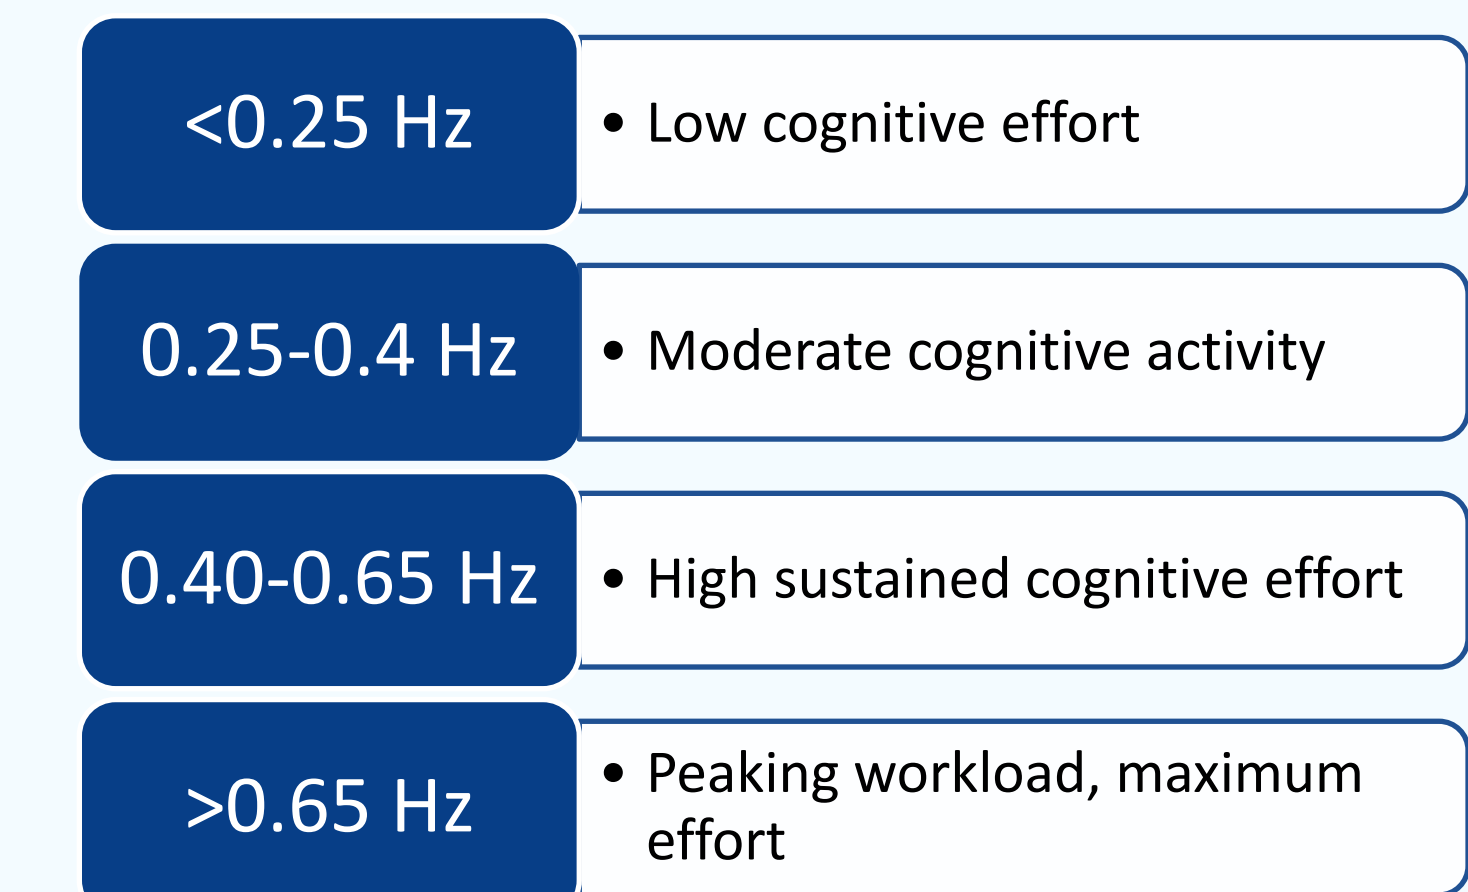 <0.25 Hz
• Low cognitive effort
0.25-0.4 Hz
• Moderate cognitive activity
0.40-0.65 Hz
• High sustained cognitive effort
>0.65 Hz
• Peaking workload, maximum
effort